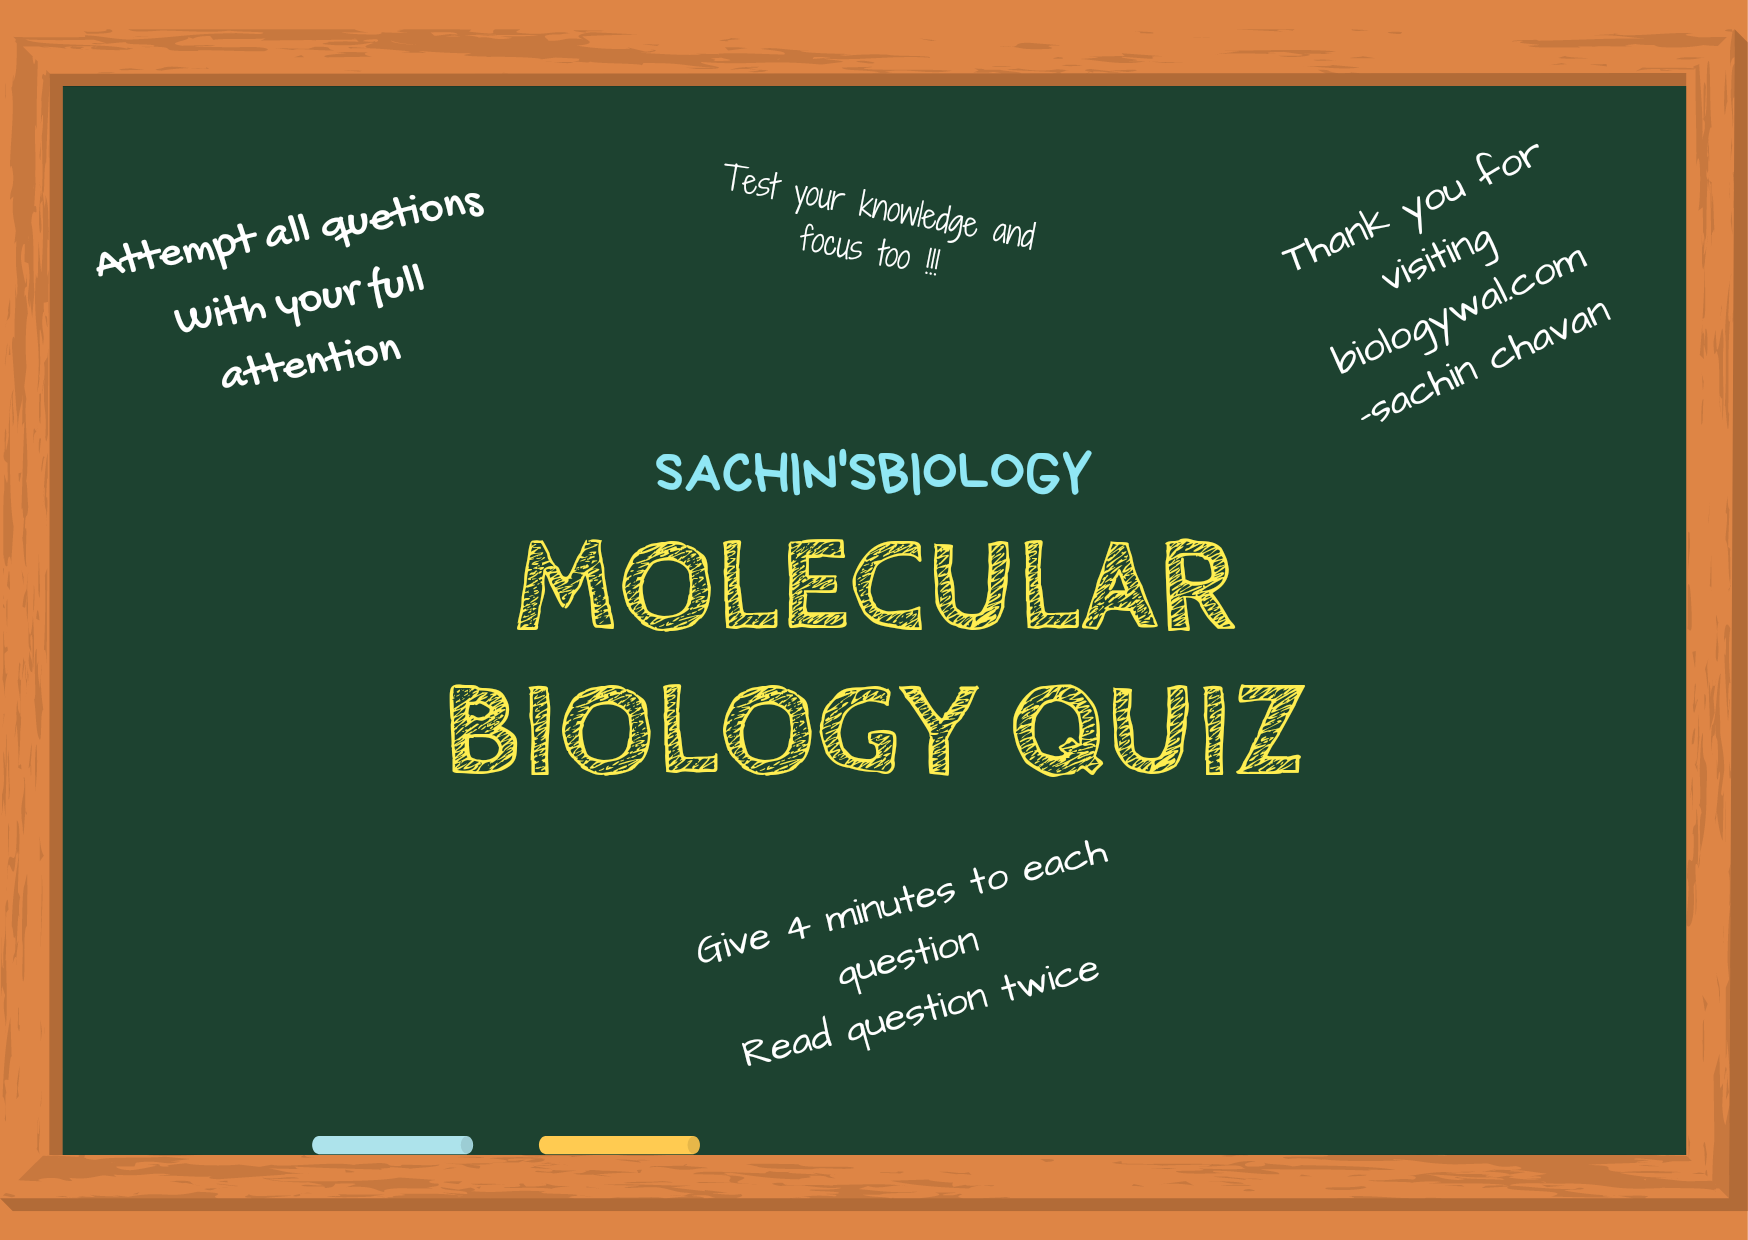 Attempt all quetions
With your full
attention
Test your knowledge and
focus too !!!
Thank you for
visiting
biologywal.com
-sachin chavan
SACHIN'SBIOLOGY
MOLECULAR
BIOLOGY QUIZ
Give 4 minutes to each
question
Read question twice